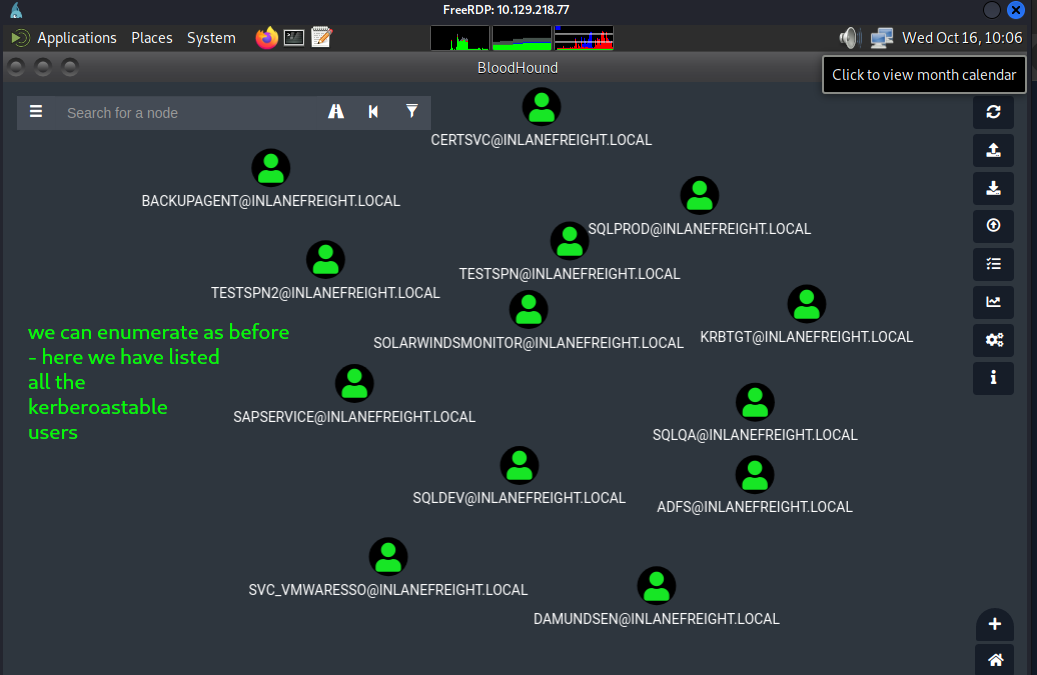 FreeRDP: 10.129.218.77
Applications Places System
Wed Oct 16, 10:06
BloodHound
Click to view month calendar
Search for a node
CERTSVC@INLANEFREIGHT.LOCAL
BACKUPAGENT@INLANEFREIGHT.LOCAL
SQLPROD@INLANEFREIGHT.LOCAL
TESTSPN@INLANEFREIGHT.LOCAL
TESTSPN2@INLANEFREIGHT.LOCAL
we can enumerate as before
- here we have listed
all the
kerberoastable
users
SOLARWINDSMONITOR@INLANEFREIGHT.LOCAL
KRBTGT@INLANEFREIGHT.LOCAL
SAPSERVICE@INLANEFREIGHT.LOCAL
SQLQA@INLANEFREIGHT.LOCAL
SQLDEV@INLANEFREIGHT.LOCAL
ADFS@INLANEFREIGHT.LOCAL
SVC_VMWARESSO@INLANEFREIGHT.LOCAL
DAMUNDSEN@INLANEFREIGHT.LOCAL